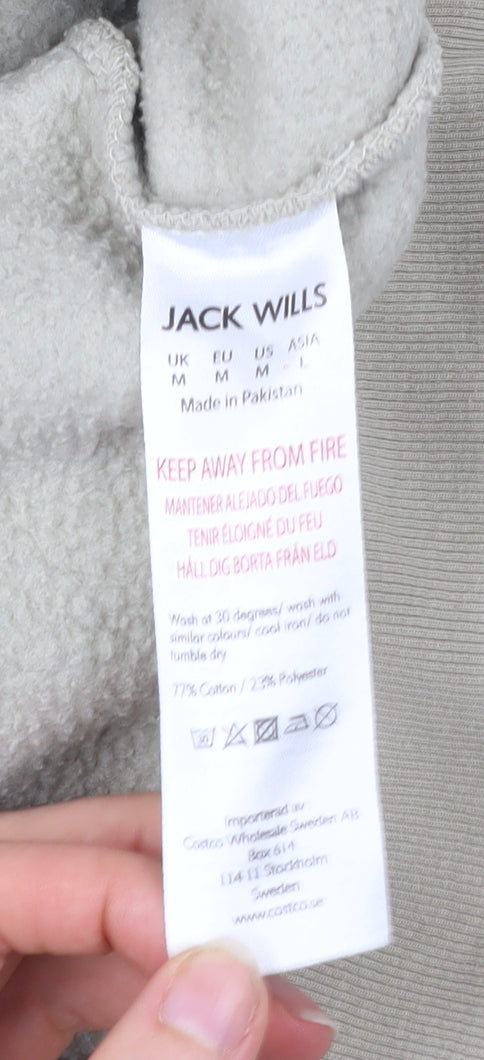 JACK WILLS
UK EU US ASIA
M M M L
Made in Pakistan
KEEP AWAY FROM FIRE
MANTENER ALEJADO DEL FUEGO
TENIR ÉLOIGNÉ DU FEU
HÅLL DIG BORTA FRÅN ELD
Wash at 30 degrees/ wash with
similar colours/ cool iron/ do not
tumble dry
77% Cotton / 23% Polyester
30
Importerad av
Costco Wholesale Sweden AB
Box 614
114 11 Stockholm
Sweden
www.costco.se